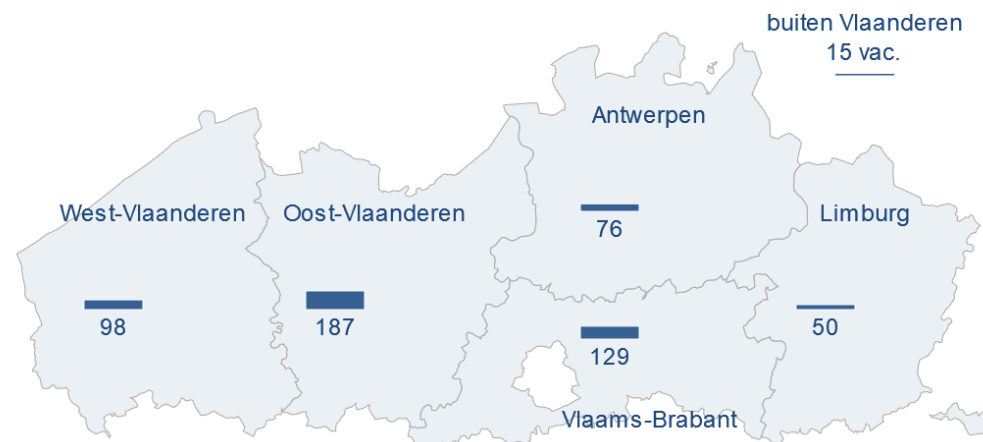 buiten Vlaanderen
15 vac.
Antwerpen
76
West-Vlaanderen
98
Oost-Vlaanderen
187
Limburg
50
129
Vlaams-Brabant